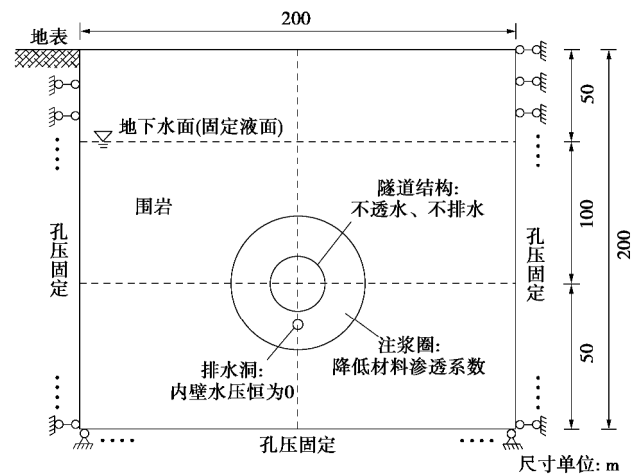 200
地表
地下水面(固定液面)
围岩
隧道结构:
不透水、不排水
孔压固定
孔压固定
50
100
50
200
排水洞:
内壁水压恒为0
注浆圈:
降低材料渗透系数
孔压固定
尺寸单位: m